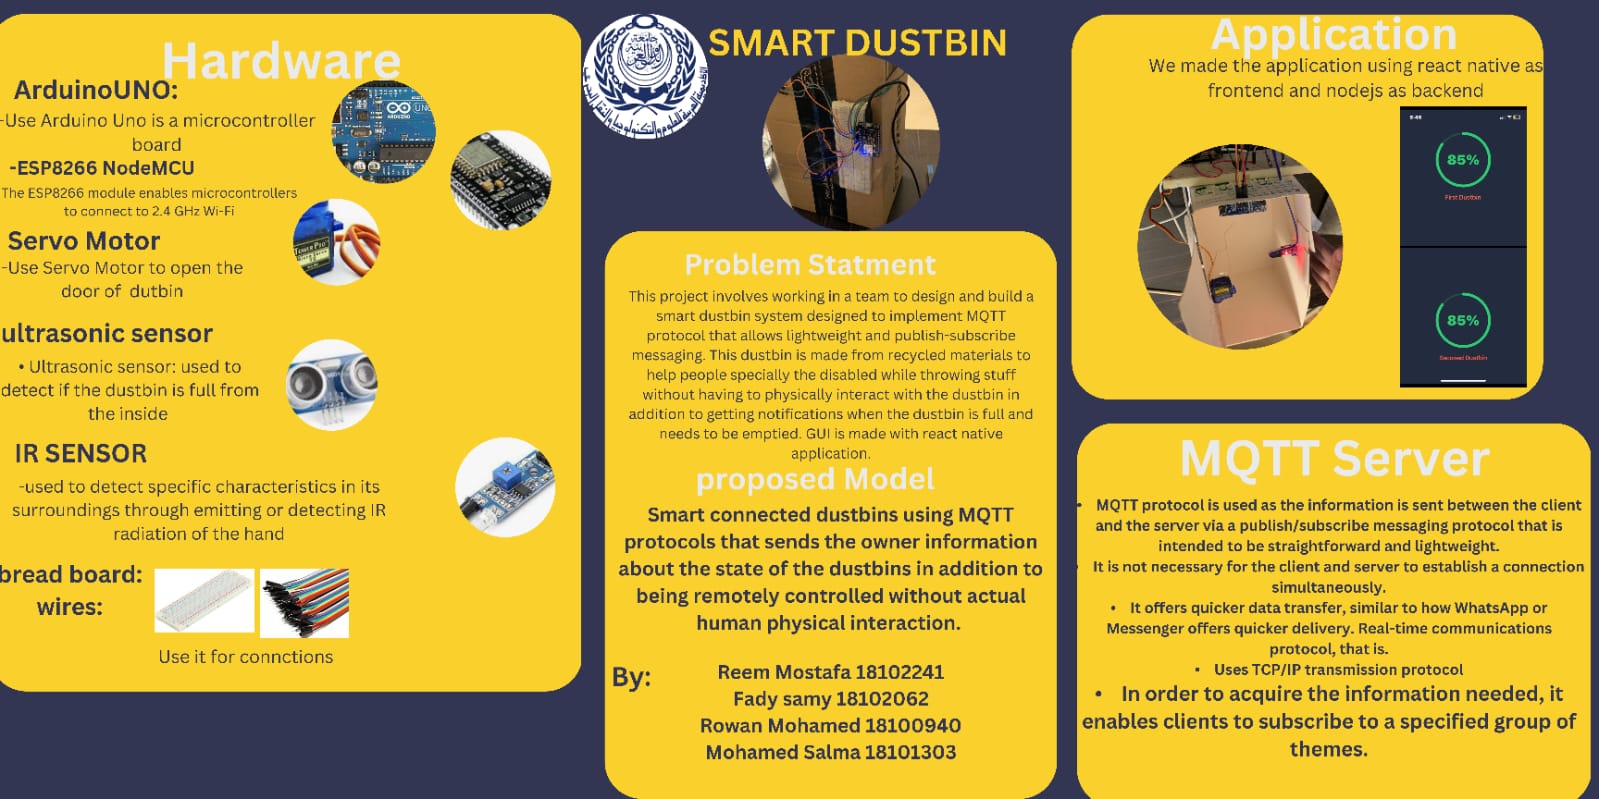 Hardware
ArduinoUNO:
-Use Arduino Uno is a microcontroller
board
-ESP8266 NodeMCU
The ESP8266 module enables microcontrollers
to connect to 2.4 GHz Wi-Fi
Servo Motor
-Use Servo Motor to open the
door of dutbin
ultrasonic sensor
• Ultrasonic sensor: used to
detect if the dustbin is full from
the inside
IR SENSOR
-used to detect specific characteristics in its
surroundings through emitting or detecting IR
radiation of the hand
bread board:
wires:
Use it for connctions
SMART DUSTBIN
Problem Statment
This project involves working in a team to design and build a
smart dustbin system designed to implement MQTT
protocol that allows lightweight and publish-subscribe
messaging. This dustbin is made from recycled materials to
help people specially the disabled while throwing stuff
without having to physically interact with the dustbin in
addition to getting notifications when the dustbin is full and
needs to be emptied. GUI is made with react native
application.
proposed Model
Smart connected dustbins using MQTT
protocols that sends the owner information
about the state of the dustbins in addition to
being remotely controlled without actual
human physical interaction.
By:
Reem Mostafa 18102241
Fady samy 18102062
Rowan Mohamed 18100940
Mohamed Salma 18101303
Application
We made the application using react native as
frontend and nodejs as backend
85%
First Dustbin
85%
Secoused Dustbin
MQTT Server
• MQTT protocol is used as the information is sent between the client
and the server via a publish/subscribe messaging protocol that is
intended to be straightforward and lightweight.
• It is not necessary for the client and server to establish a connection
simultaneously.
• It offers quicker data transfer, similar to how WhatsApp or
Messenger offers quicker delivery. Real-time communications
protocol, that is.
• Uses TCP/IP transmission protocol
• In order to acquire the information needed, it
enables clients to subscribe to a specified group of
themes.